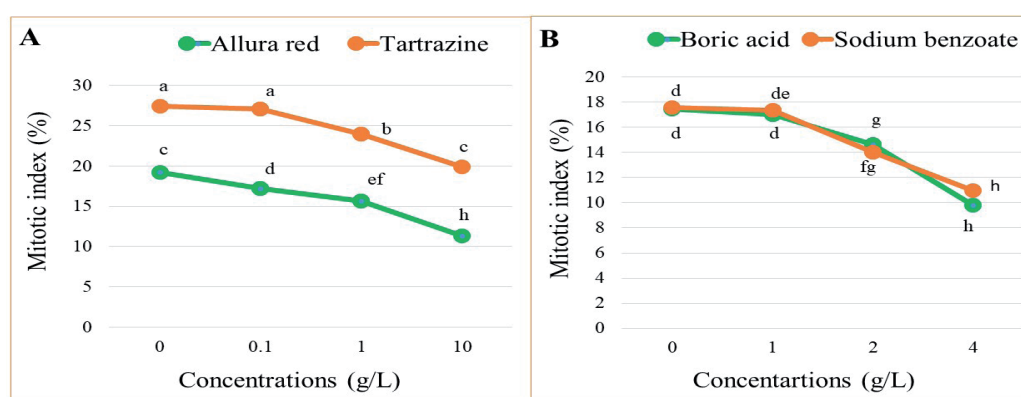 A
Allura red Tartrazine
Mitotic index (%)
30
25
20
15
10
5
0
a
a
b
c
c
d
ef
h
0 0.1 1 10
Concentrations (g/L)
B
Boric acid Sodium benzoate
Mitotic index (%)
20
18
16
14
12
10
8
6
4
2
0
d
de
g
h
d
d
fg
h
0 1 2 4
Concentartions (g/L)